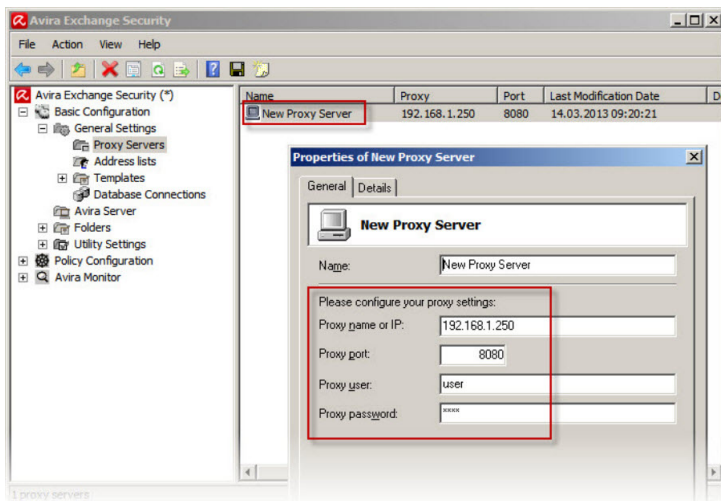 Avira Exchange Security
File Action View Help
Avira Exchange Security (*)
Basic Configuration
General Settings
Proxy Servers
Address lists
Templates
Database Connections
Avira Server
Folders
Utility Settings
Policy Configuration
Avira Monitor
Name Proxy Port Last Modification Date D
New Proxy Server 192.168.1.250 8080 14.03.2013 09:20:21
Properties of New Proxy Server
General Details
New Proxy Server
Name: New Proxy Server
Please configure your proxy settings:
Proxy name or IP: 192.168.1.250
Proxy port: 8080
Proxy user: user
Proxy password: ****
1 proxy servers